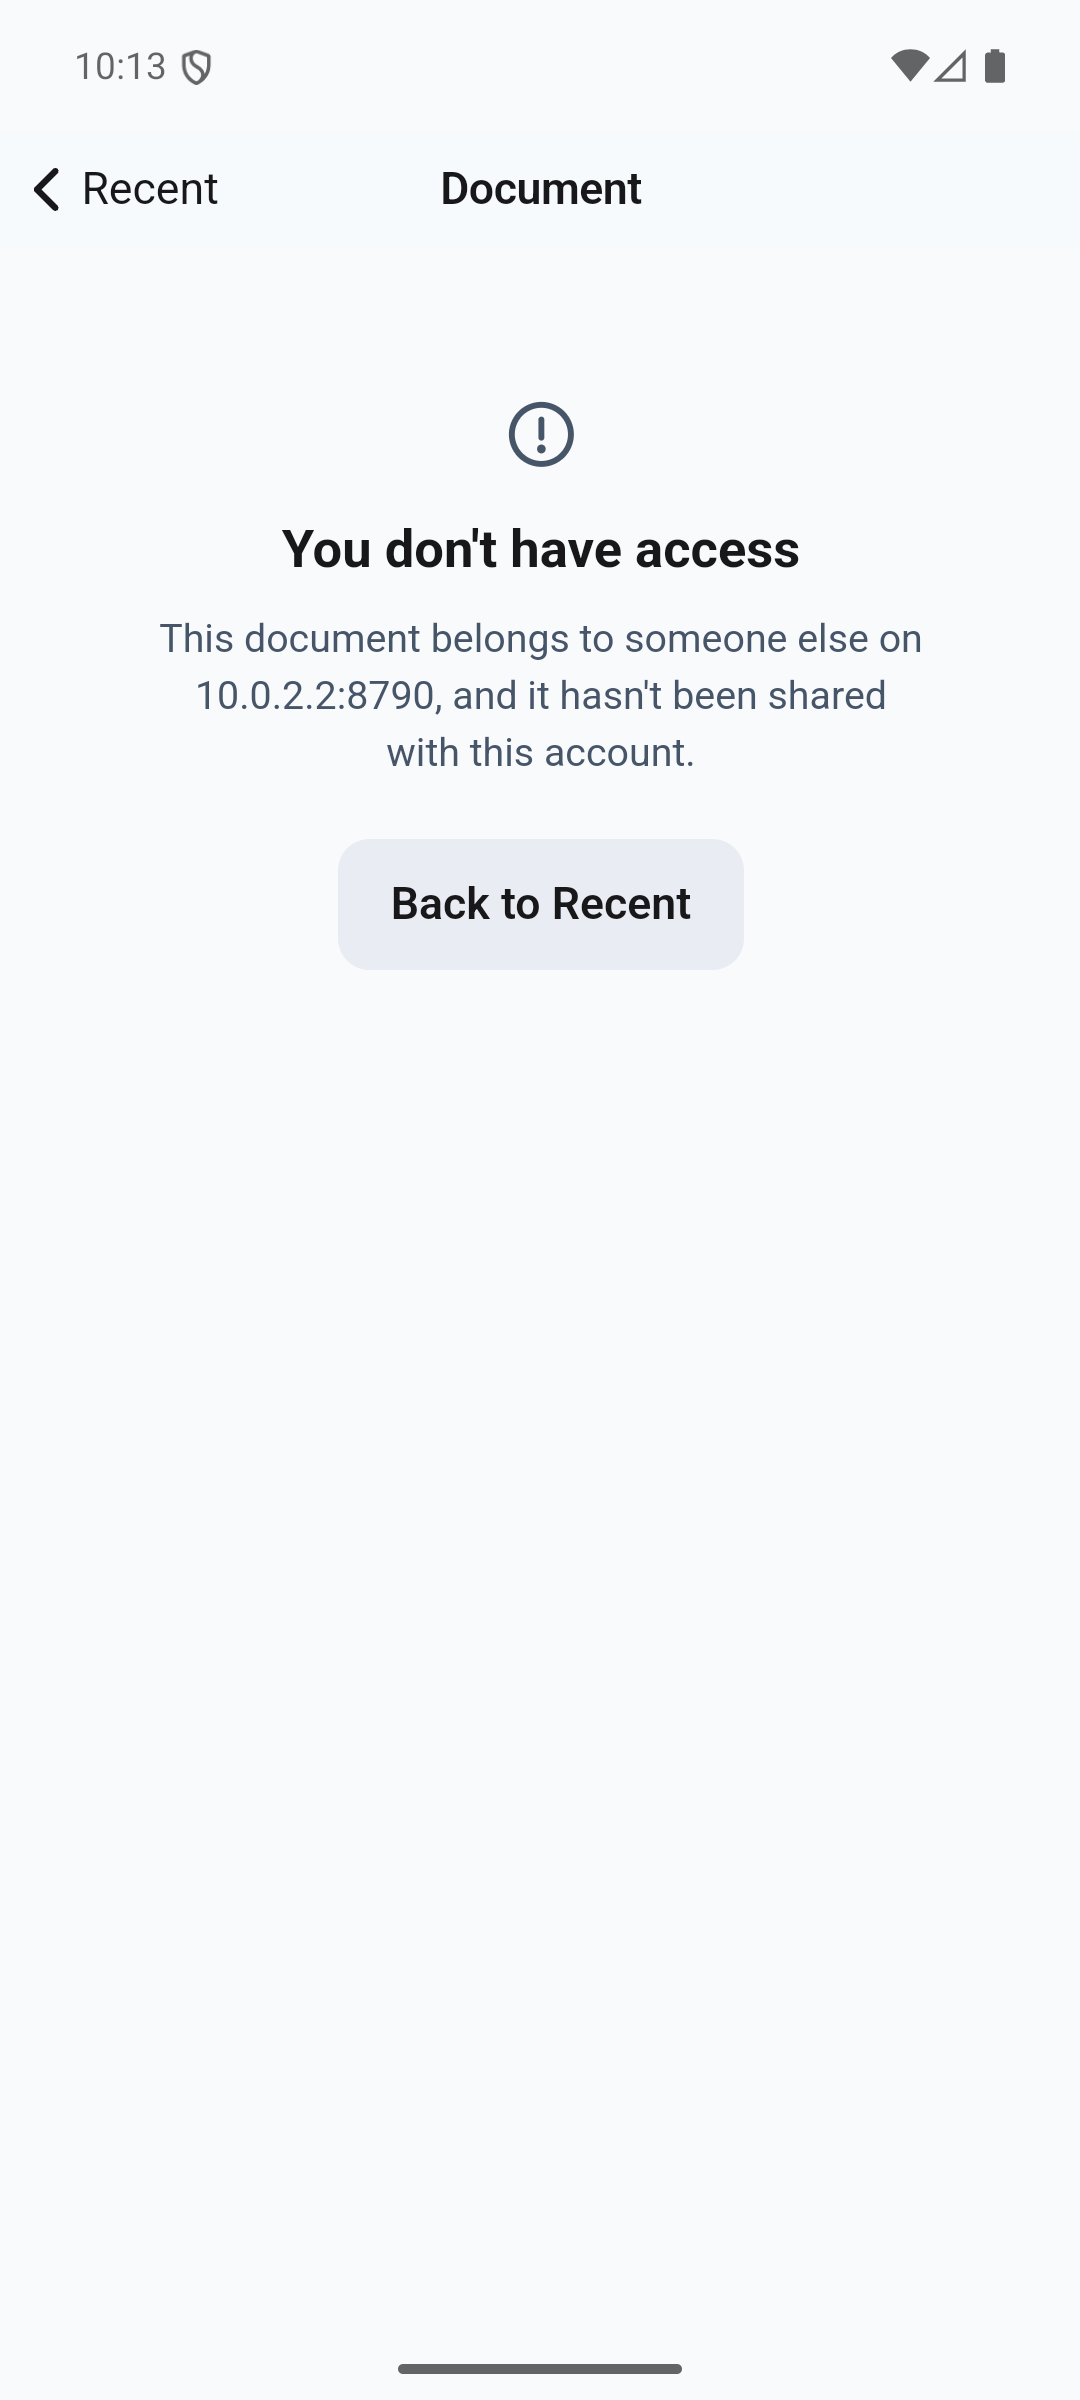 10:13
Recent
Document
You don't have access
This document belongs to someone else on
10.0.2.2:8790, and it hasn't been shared
with this account.
Back to Recent